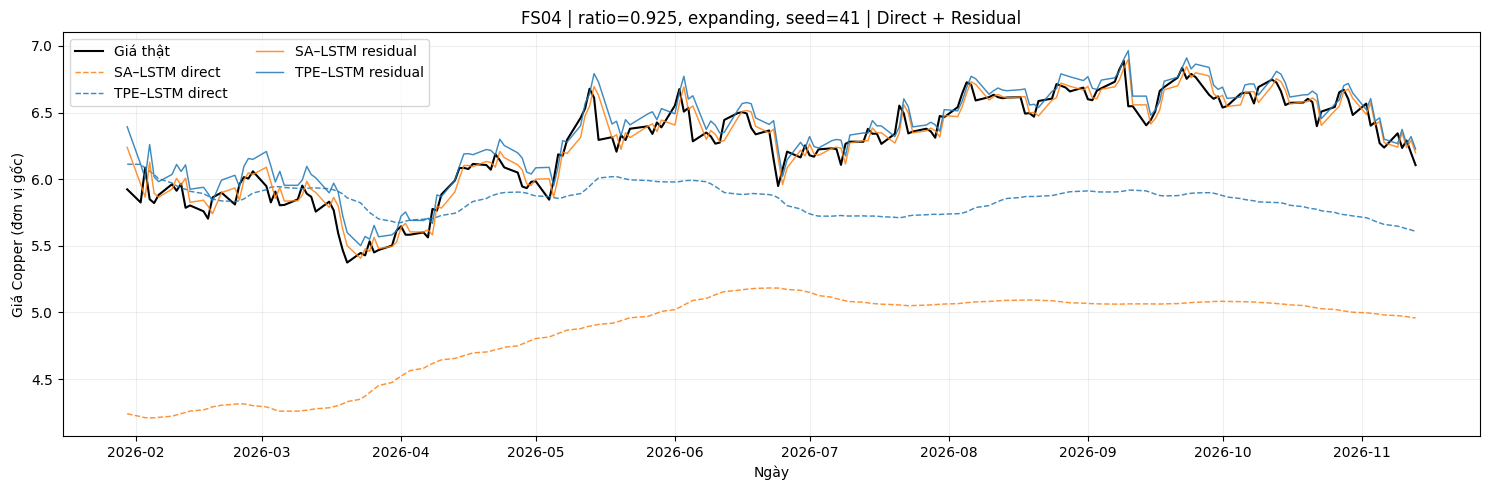 FS04 | ratio=0.925, expanding, seed=41 | Direct + Residual
Giá thật
SA–LSTM direct
TPE–LSTM direct
SA–LSTM residual
TPE–LSTM residual
Giá Copper (đơn vị gốc)
7.0
6.5
6.0
5.5
5.0
4.5
2026-02
2026-03
2026-04
2026-05
2026-06
2026-07
2026-08
2026-09
2026-10
2026-11
Ngày